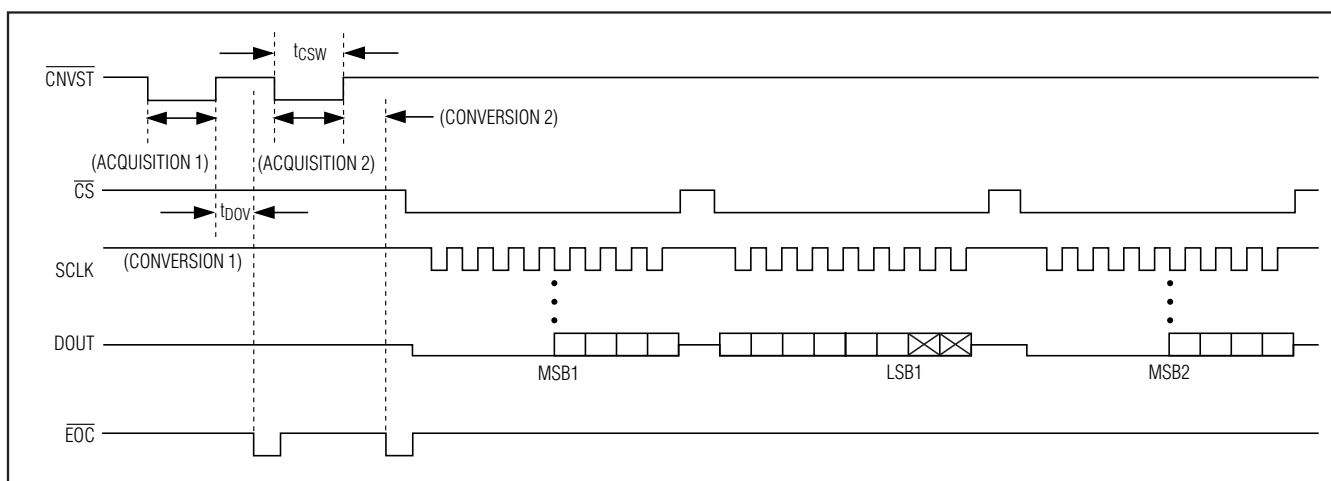 tCSW
CNVST
(CONVERSION 2)
(ACQUISITION 1)
(ACQUISITION 2)
CS
tDOV
(CONVERSION 1)
SCLK
DOUT
MSB1
LSB1
MSB2
EOC